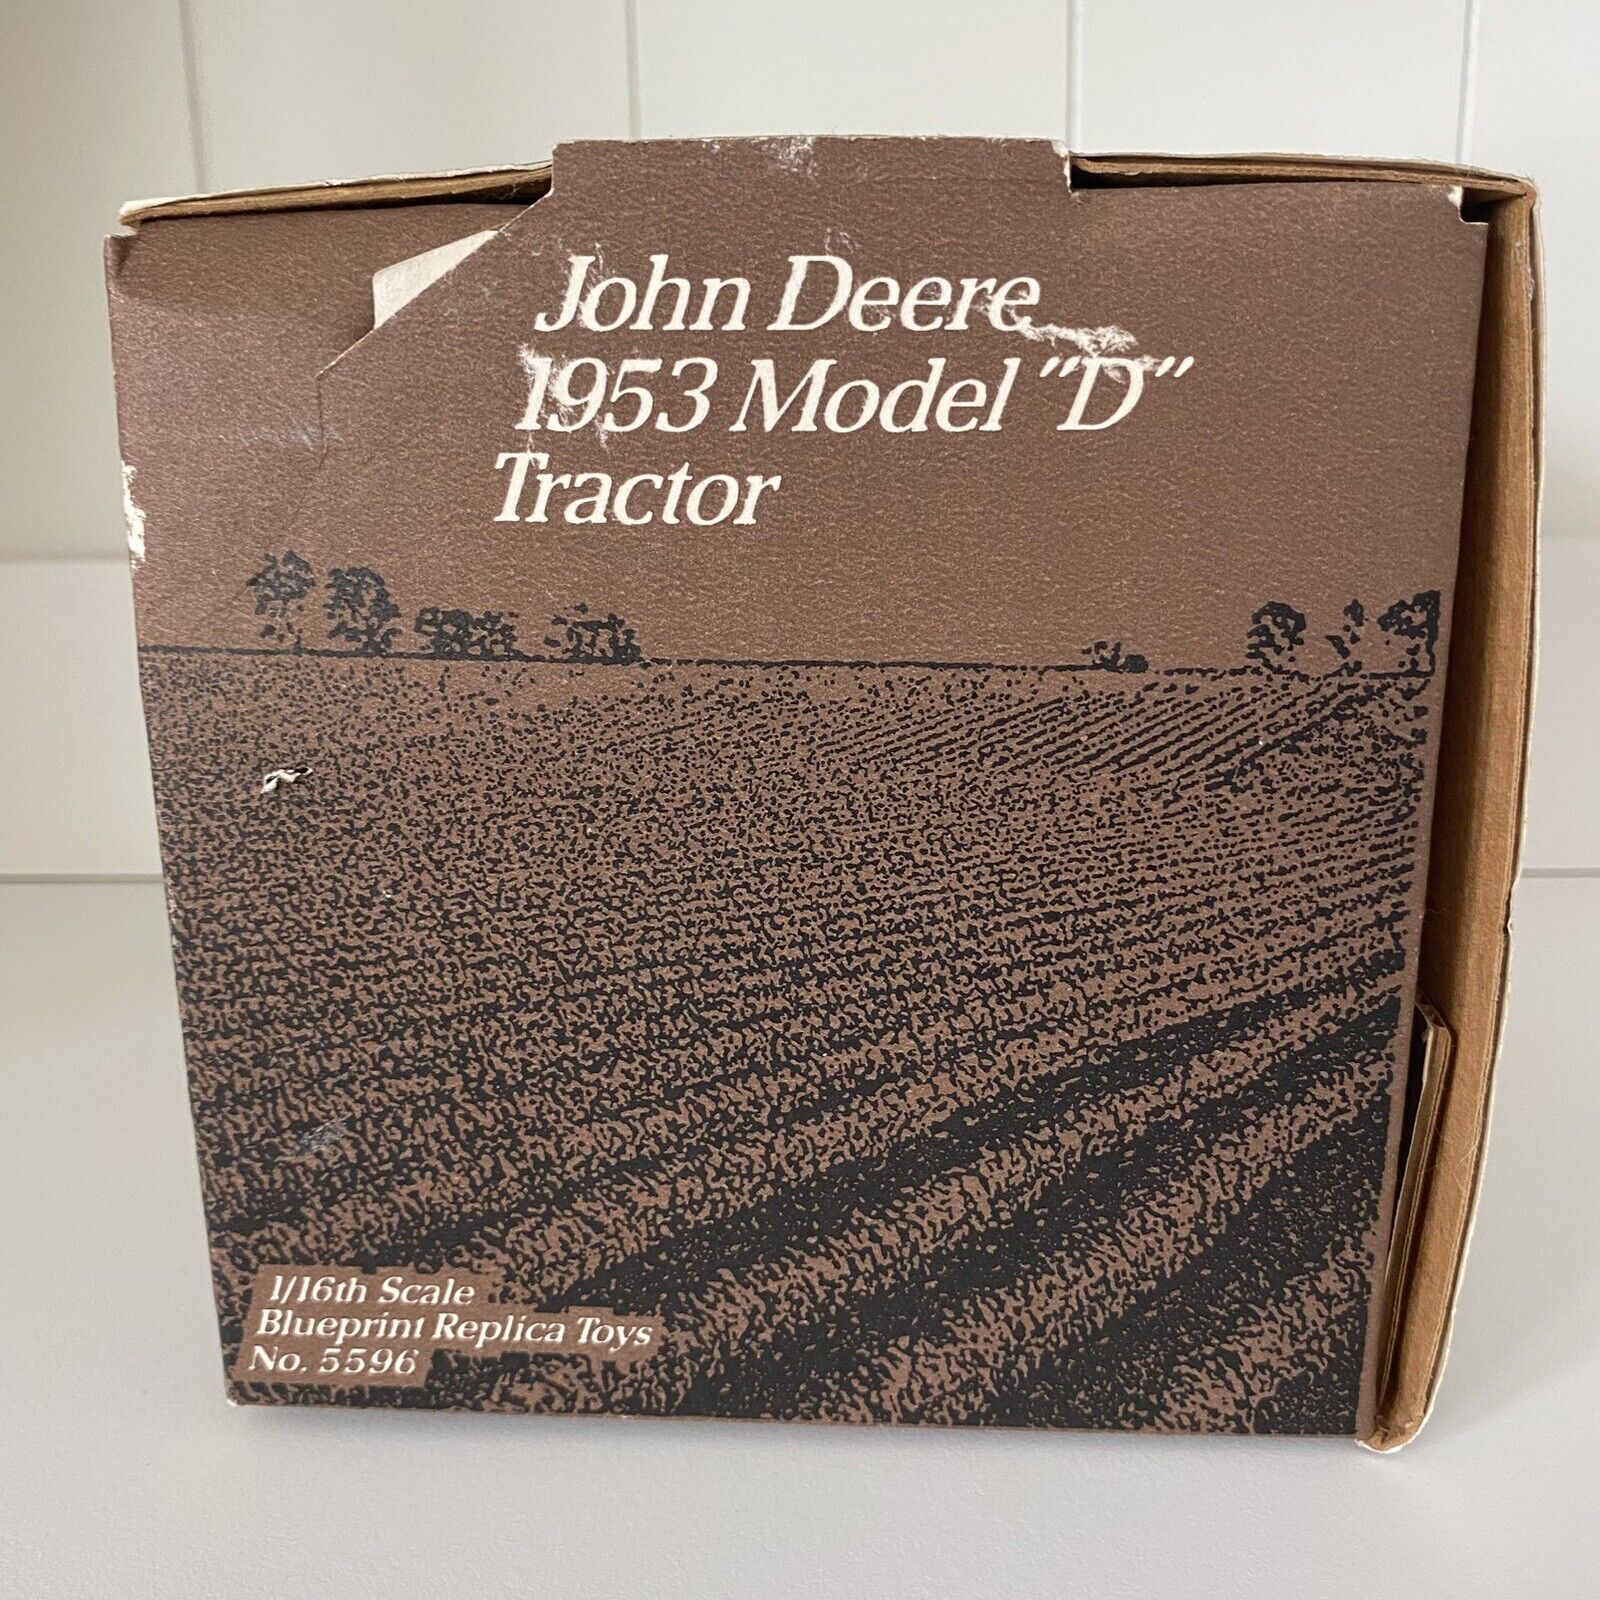 John Deere
1953 Model "D"
Tractor
1/16th Scale
Blueprint Replica Toys
No. 5596